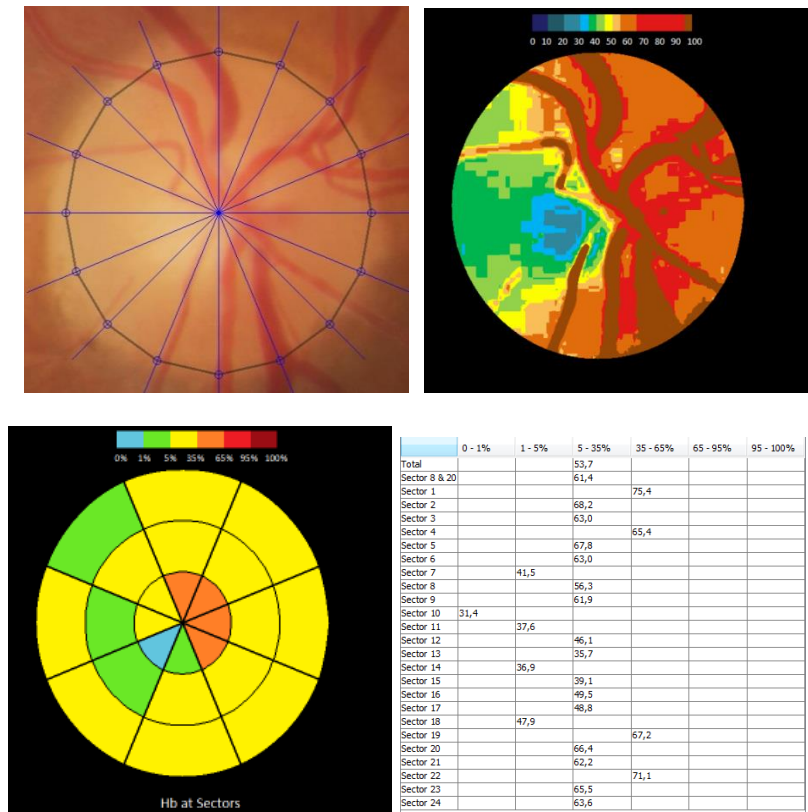 0 10 20 30 40 50 60 70 80 90 100
0% 1% 5% 35% 65% 95% 100%
Hb at Sectors
0 - 1% 1 - 5% 5 - 35% 35 - 65% 65 - 95% 95 - 100%
Total 53,7
Sector 8 & 20 61,4
Sector 1 75,4
Sector 2 68,2
Sector 3 63,0
Sector 4 65,4
Sector 5 67,8
Sector 6 63,0
Sector 7 41,5
Sector 8 56,3
Sector 9 61,9
Sector 10 31,4
Sector 11 37,6
Sector 12 46,1
Sector 13 35,7
Sector 14 36,9
Sector 15 39,1
Sector 16 49,5
Sector 17 48,8
Sector 18 47,9
Sector 19 67,2
Sector 20 66,4
Sector 21 62,2
Sector 22 71,1
Sector 23 65,5
Sector 24 63,6